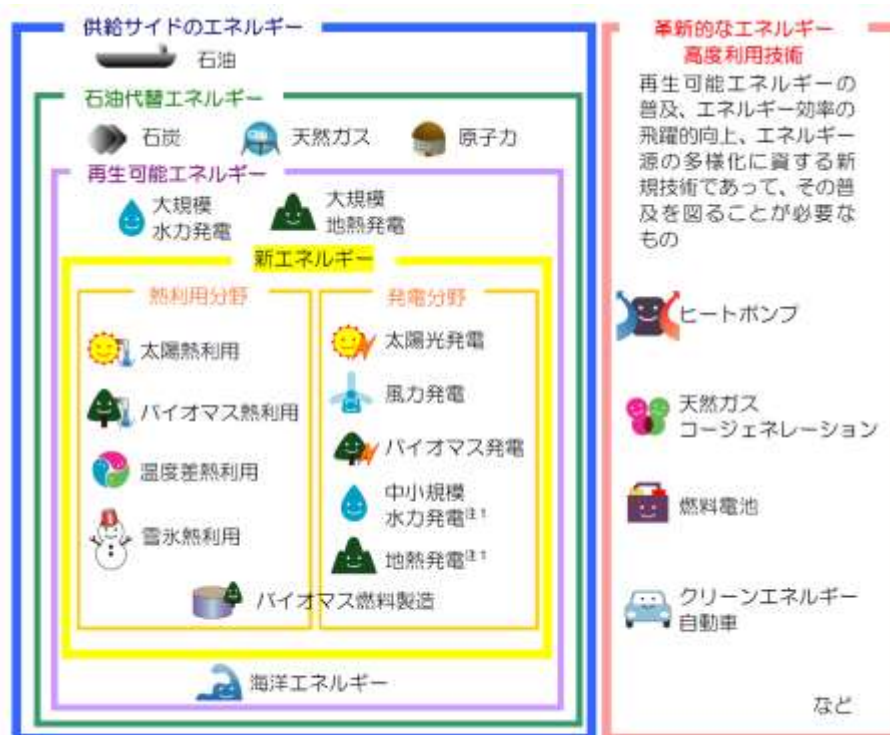 供給サイドのエネルギー
石油
石油代替エネルギー
石炭
天然ガス
原子力
再生可能エネルギー
大規模
水力発電
大規模
地熱発電
新エネルギー
熱利用分野
太陽熱利用
バイオマス熱利用
温度差熱利用
雪氷熱利用
発電分野
太陽光発電
風力発電
バイオマス発電
中小規模
水力発電注1
地熱発電注1
バイオマス燃料製造
海洋エネルギー
革新的なエネルギー
高度利用技術
再生可能エネルギーの
普及、エネルギー効率の
飛躍的向上、エネルギー
源の多様化に資する新
規技術であって、その普
及を図ることが必要な
もの
ヒートポンプ
天然ガス
コージェネレーション
燃料電池
クリーンエネルギー
自動車
など